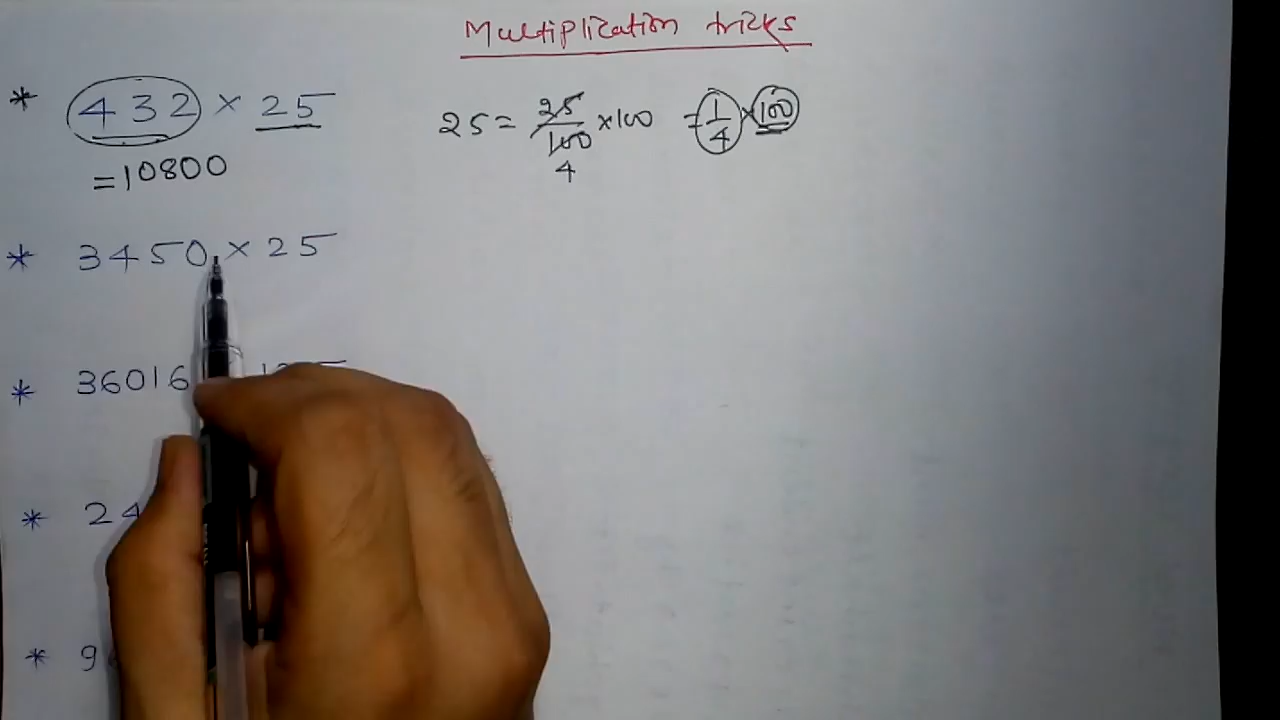 Multiplication tricks
* 432 × 25 25 = 25/100 × 100 = 1/4 × 100
4
= 10800
* 3450 × 25
* 36016
* 24
* 9